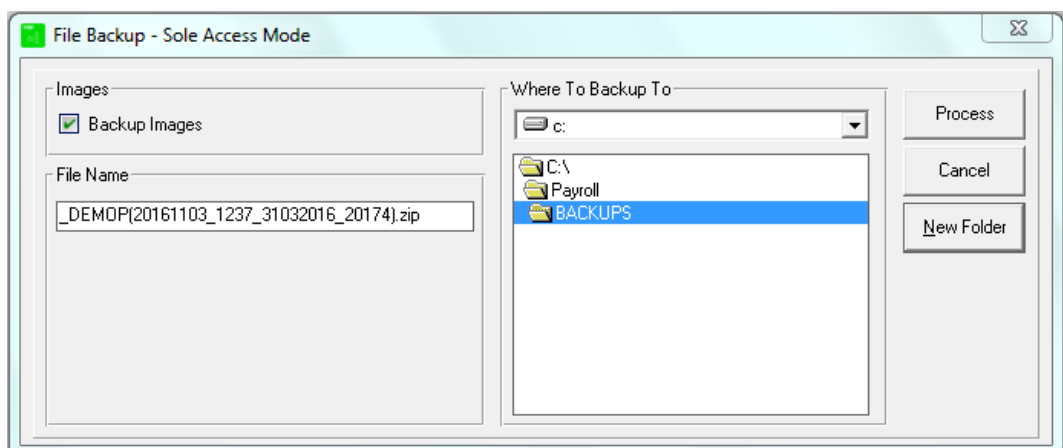 File Backup - Sole Access Mode
Images
Backup Images
File Name
_DEMOP(20161103_1237_31032016_20174).zip
Where To Backup To
c:
C:\
Payroll
BACKUPS
Process
Cancel
New Folder